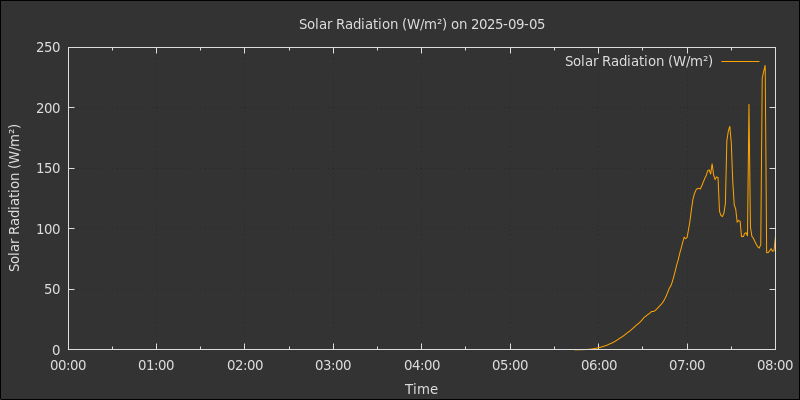 Solar Radiation (W/m²) on 2025-09-05
Solar Radiation (W/m²)
Solar Radiation (W/m²)
250
200
150
100
50
0
00:00 01:00 02:00 03:00 04:00 05:00 06:00 07:00 08:00
Time